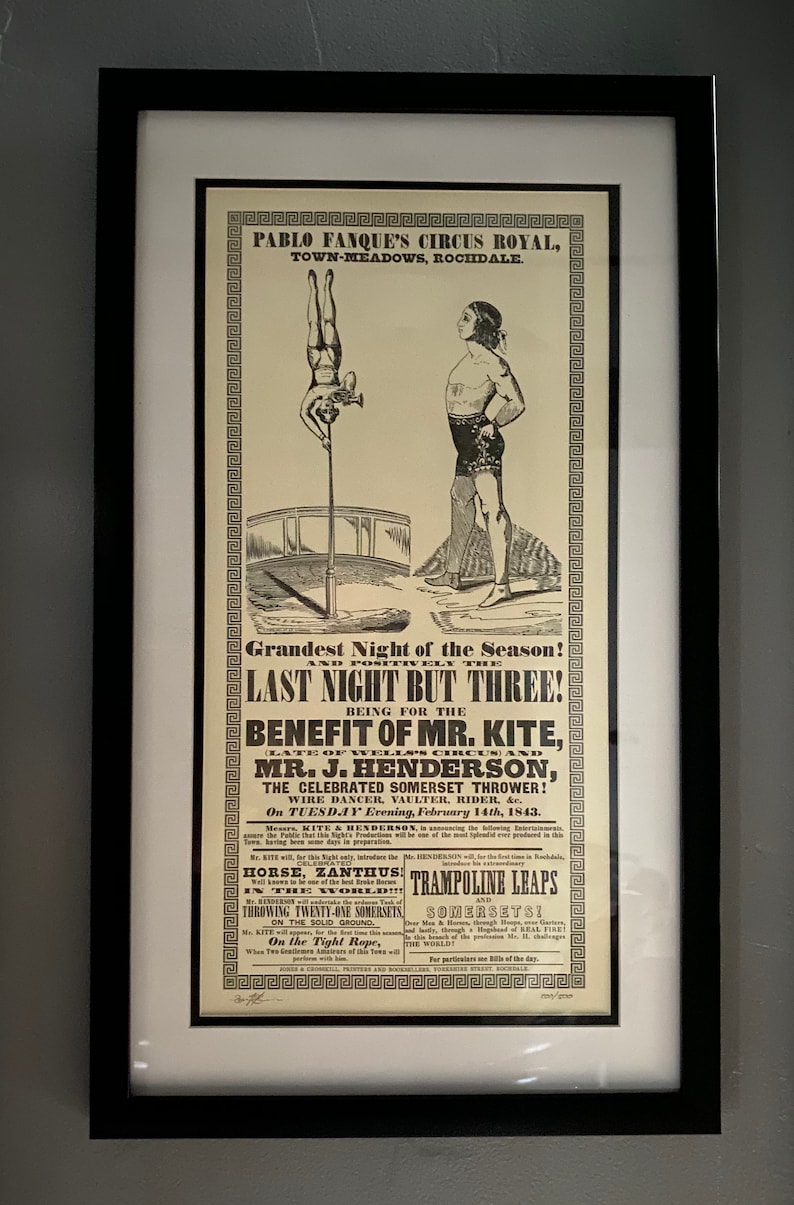 PABLO FANQUE'S CIRCUS ROYAL,
TOWN-MEADOWS, ROCHDALE.
Grandest Night of the Season!
AND POSITIVELY THE
LAST NIGHT BUT THREE!
BEING FOR THE
BENEFIT OF MR. KITE,
(LATE OF WELLS'S CIRCUS) AND
MR. J. HENDERSON,
THE CELEBRATED SOMERSET THROWER!
WIRE DANCER, VAULTER, RIDER, &c.
On TUESDAY Evening, February 14th, 1843.
Messrs. KITE & HENDERSON, in announcing the following Entertainments,
assure the Public that this Night's Productions will be one of the most Splendid ever produced in this
Town, having been some days in preparation.
Mr. KITE will, for this Night only, introduce the
CELEBRATED
HORSE, ZANTHUS!
Well known to be one of the best Broke Horses
IN THE WORLD!!!
Mr. HENDERSON will undertake the arduous Task of
THROWING TWENTY-ONE SOMERSETS,
ON THE SOLID GROUND.
Mr. KITE will appear, for the first time this season,
On the Tight Rope,
When Two Gentlemen Amateurs of this Town will
perform with him.
Mr. HENDERSON will, for the first time in Rochdale,
introduce his extraordinary
TRAMPOLINE LEAPS
AND
SOMERSETS!
Over Men & Horses, through Hoops, over Garters,
and lastly, through a Hogshead of REAL FIRE!
In this branch of the profession Mr. H. challenges
THE WORLD!
For particulars see Bills of the day.
JONES & CROSSKILL, PRINTERS AND BOOKSELLERS, YORKSHIRE STREET, ROCHDALE.